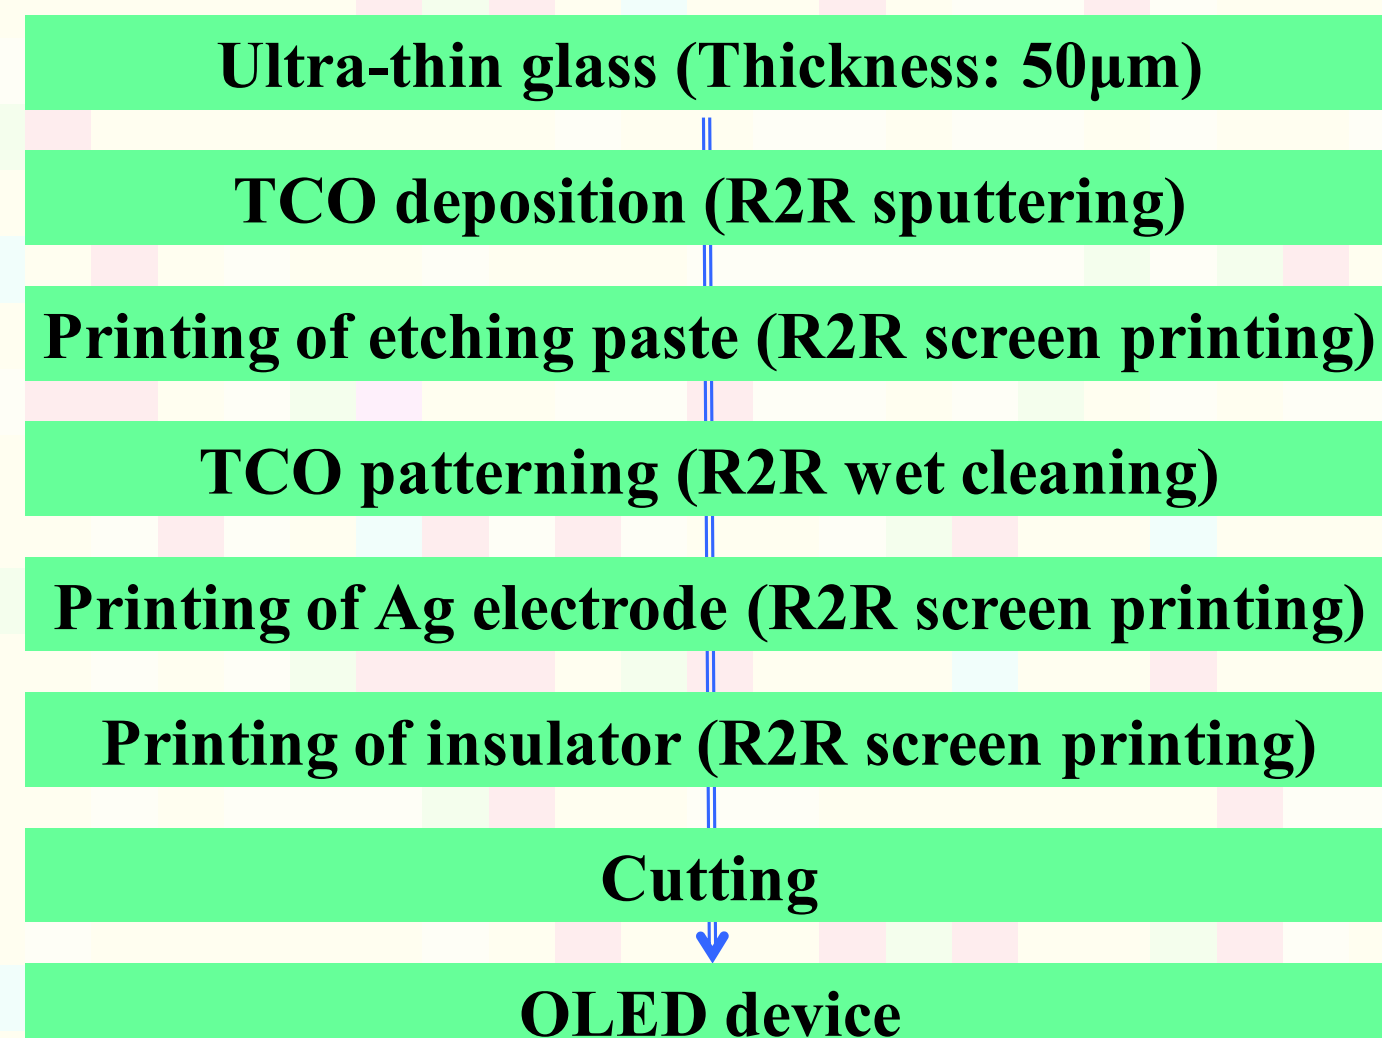 Ultra-thin glass (Thickness: 50μm)
TCO deposition (R2R sputtering)
Printing of etching paste (R2R screen printing)
TCO patterning (R2R wet cleaning)
Printing of Ag electrode (R2R screen printing)
Printing of insulator (R2R screen printing)
Cutting
OLED device